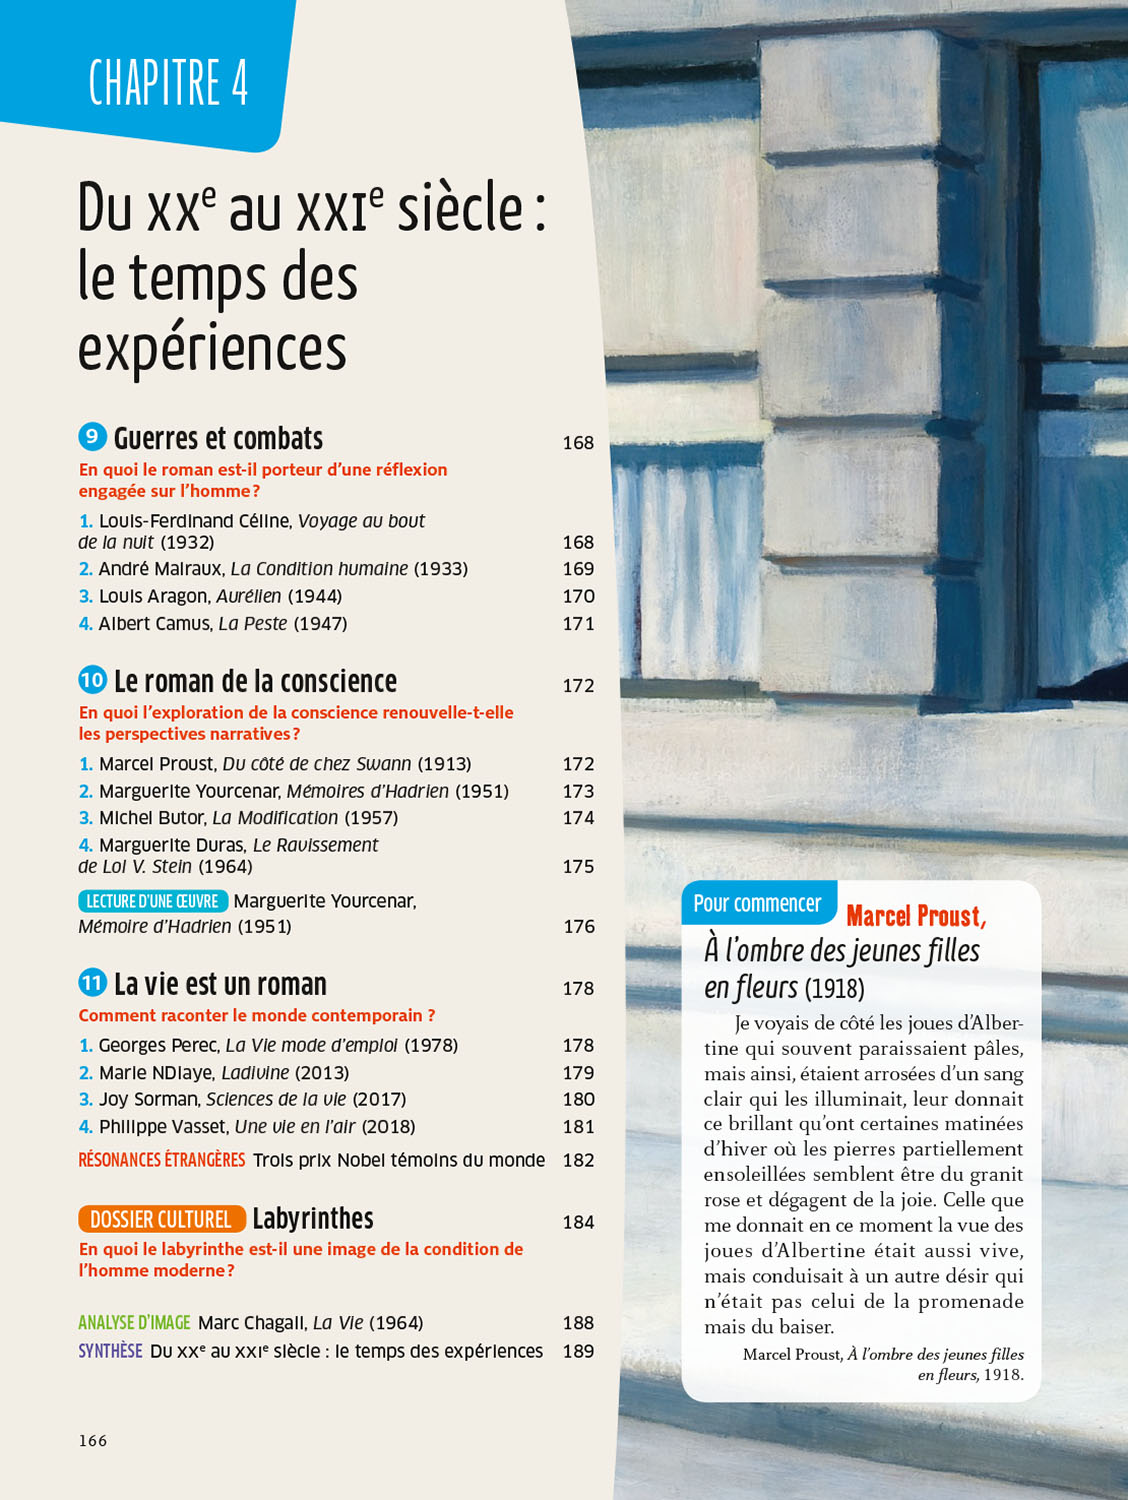 CHAPITRE 4
Du XXe au XXIe siècle :
le temps des
expériences
9 Guerres et combats 168
En quoi le roman est-il porteur d'une réflexion
engagée sur l'homme ?
1. Louis-Ferdinand Céline, Voyage au bout
de la nuit (1932) 168
2. André Malraux, La Condition humaine (1933) 169
3. Louis Aragon, Aurélien (1944) 170
4. Albert Camus, La Peste (1947) 171
10 Le roman de la conscience 172
En quoi l'exploration de la conscience renouvelle-t-elle
les perspectives narratives ?
1. Marcel Proust, Du côté de chez Swann (1913) 172
2. Marguerite Yourcenar, Mémoires d'Hadrien (1951) 173
3. Michel Butor, La Modification (1957) 174
4. Marguerite Duras, Le Ravissement
de Lol V. Stein (1964) 175
LECTURE D'UNE ŒUVRE Marguerite Yourcenar,
Mémoire d'Hadrien (1951) 176
11 La vie est un roman 178
Comment raconter le monde contemporain ?
1. Georges Perec, La Vie mode d'emploi (1978) 178
2. Marie NDiaye, Ladivine (2013) 179
3. Joy Sorman, Sciences de la vie (2017) 180
4. Philippe Vasset, Une vie en l'air (2018) 181
RÉSONANCES ÉTRANGÈRES Trois prix Nobel témoins du monde 182
DOSSIER CULTUREL Labyrinthes 184
En quoi le labyrinthe est-il une image de la condition de
l'homme moderne ?
ANALYSE D'IMAGE Marc Chagall, La Vie (1964) 188
SYNTHÈSE Du XXe au XXIe siècle : le temps des expériences 189
166
Pour commencer Marcel Proust,
À l'ombre des jeunes filles
en fleurs (1918)
Je voyais de côté les joues d'Alber-
tine qui souvent paraissaient pâles,
mais ainsi, étaient arrosées d'un sang
clair qui les illuminait, leur donnait
ce brillant qu'ont certaines matinées
d'hiver où les pierres partiellement
ensoleillées semblent être du granit
rose et dégagent de la joie. Celle que
me donnait en ce moment la vue des
joues d'Albertine était aussi vive,
mais conduisait à un autre désir qui
n'était pas celui de la promenade
mais du baiser.
Marcel Proust, À l'ombre des jeunes filles
en fleurs, 1918.